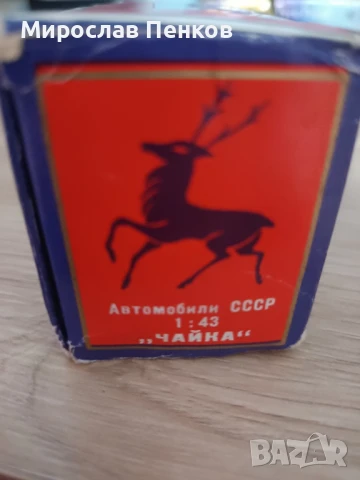 Мирослав Пенков
Автомобили СССР
1:43
„ЧАЙКА“
BAZAR